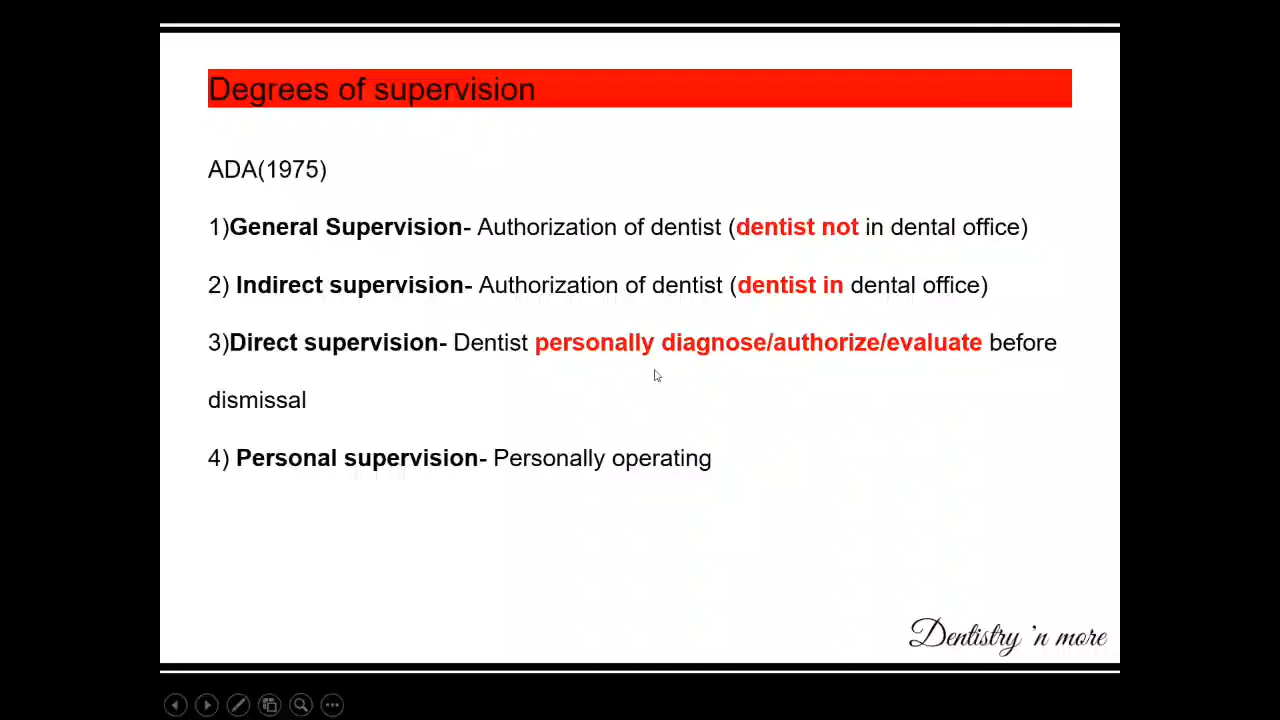 Degrees of supervision
ADA(1975)
1)General Supervision- Authorization of dentist (dentist not in dental office)
2) Indirect supervision- Authorization of dentist (dentist in dental office)
3)Direct supervision- Dentist personally diagnose/authorize/evaluate before
dismissal
4) Personal supervision- Personally operating
Dentistry 'n more